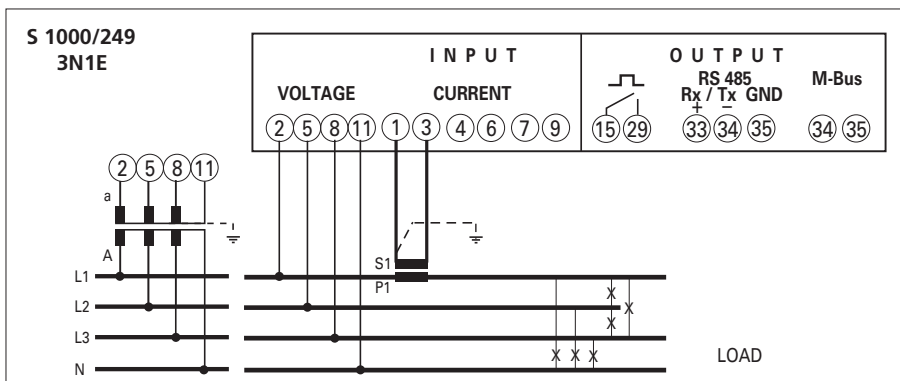 S 1000/249
3N1E
INPUT
OUTPUT
VOLTAGE
CURRENT
RS 485
Rx / Tx GND
+ −
M-Bus
2 5 8 11 1 3 4 6 7 9
15 29 33 34 35 34 35
2 5 8 11
a
A
S1
P1
L1
L2
L3
N
X
X X
X
X X X
LOAD